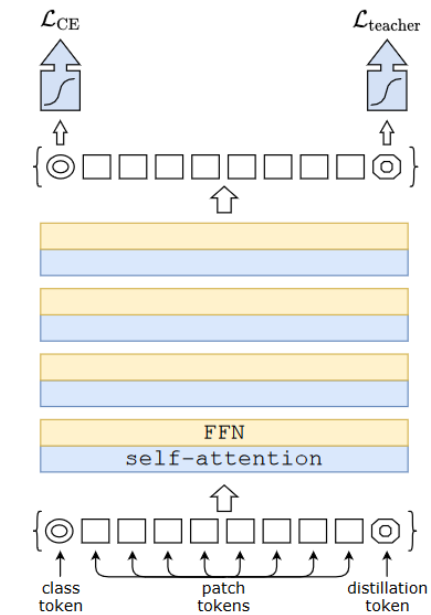 ℒCE
ℒteacher
FFN
self-attention
class
token
patch
tokens
distillation
token